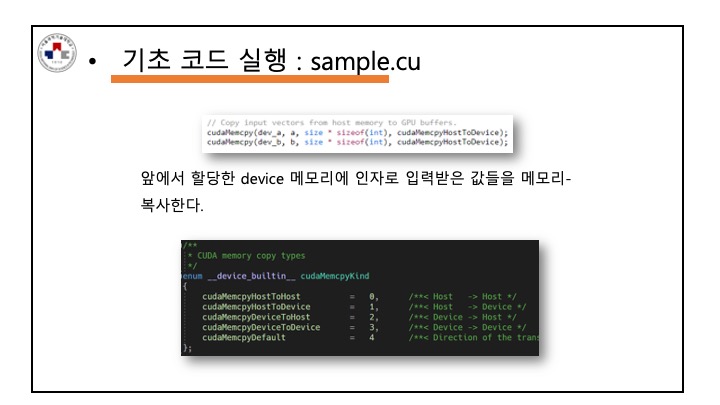 • 기초 코드 실행 : sample.cu
// Copy input vectors from host memory to GPU buffers.
cudaMemcpy(dev_a, a, size * sizeof(int), cudaMemcpyHostToDevice);
cudaMemcpy(dev_b, b, size * sizeof(int), cudaMemcpyHostToDevice);
앞에서 할당한 device 메모리에 인자로 입력받은 값들을 메모리-
복사한다.
/**
* CUDA memory copy types
*/
enum __device_builtin__ cudaMemcpyKind
{
cudaMemcpyHostToHost = 0, /**< Host -> Host */
cudaMemcpyHostToDevice = 1, /**< Host -> Device */
cudaMemcpyDeviceToHost = 2, /**< Device -> Host */
cudaMemcpyDeviceToDevice = 3, /**< Device -> Device */
cudaMemcpyDefault = 4 /**< Direction of the trans
};